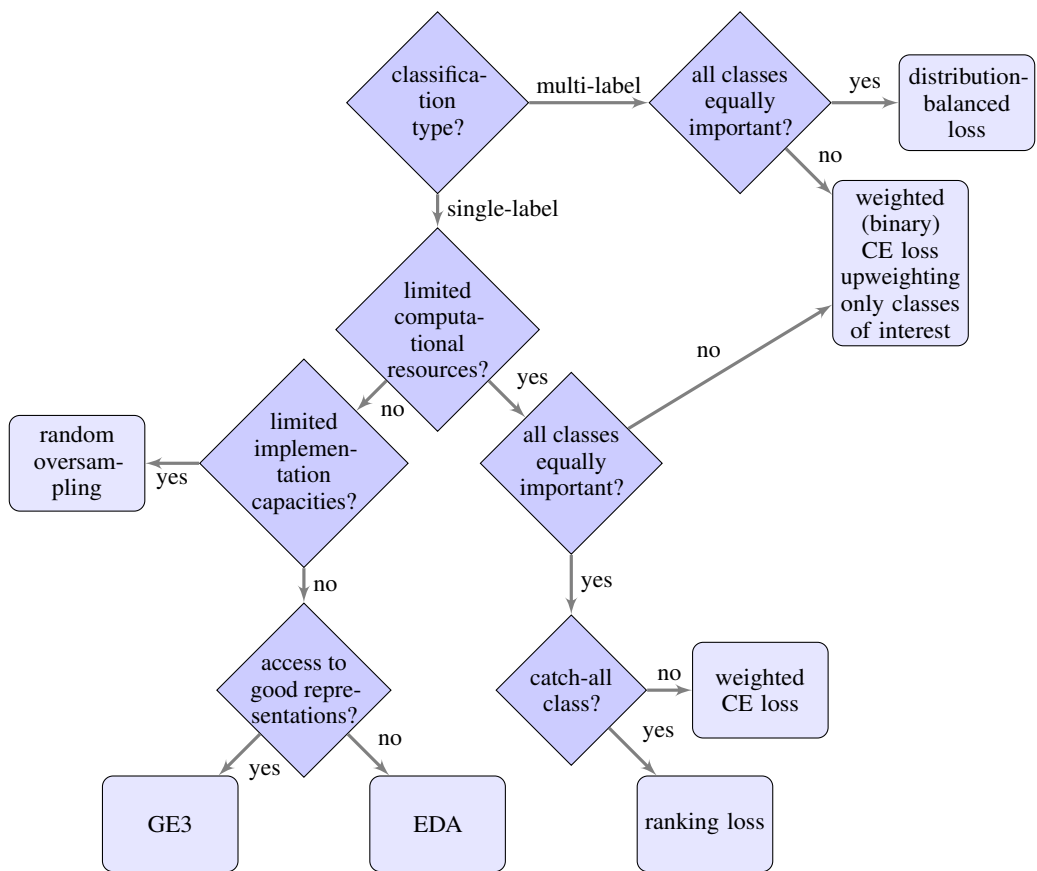 classifica-
tion
type?
multi-label
all classes
equally
important?
yes
distribution-
balanced
loss
no
single-label
weighted
(binary)
CE loss
upweighting
only classes
of interest
limited
computa-
tional
resources?
no
yes
no
limited
implemen-
tation
capacities?
yes
random
oversam-
pling
all classes
equally
important?
no
yes
access to
good repre-
sentations?
catch-all
class?
no
weighted
CE loss
yes
no
yes
GE3
EDA
ranking loss